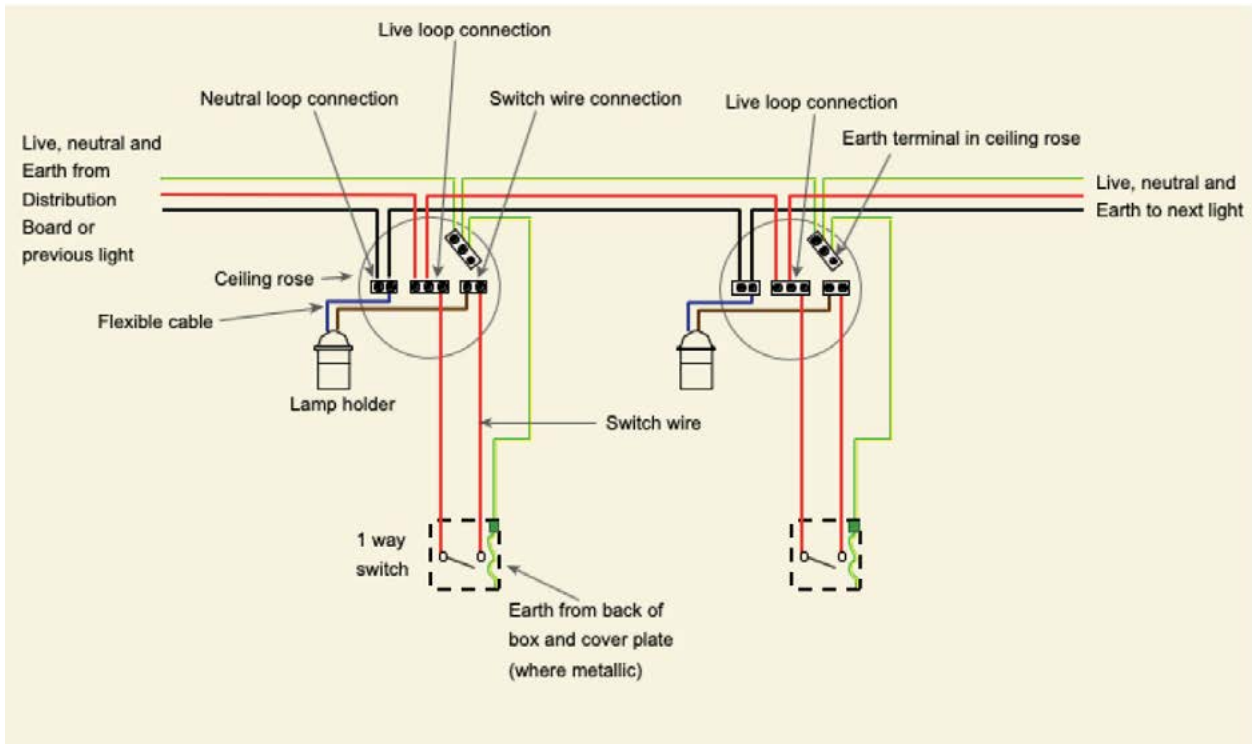 Live loop connection
Neutral loop connection
Switch wire connection
Live loop connection
Earth terminal in ceiling rose
Live, neutral and
Earth from
Distribution
Board or
previous light
Live, neutral and
Earth to next light
Ceiling rose
Flexible cable
Lamp holder
Switch wire
1 way
switch
Earth from back of
box and cover plate
(where metallic)